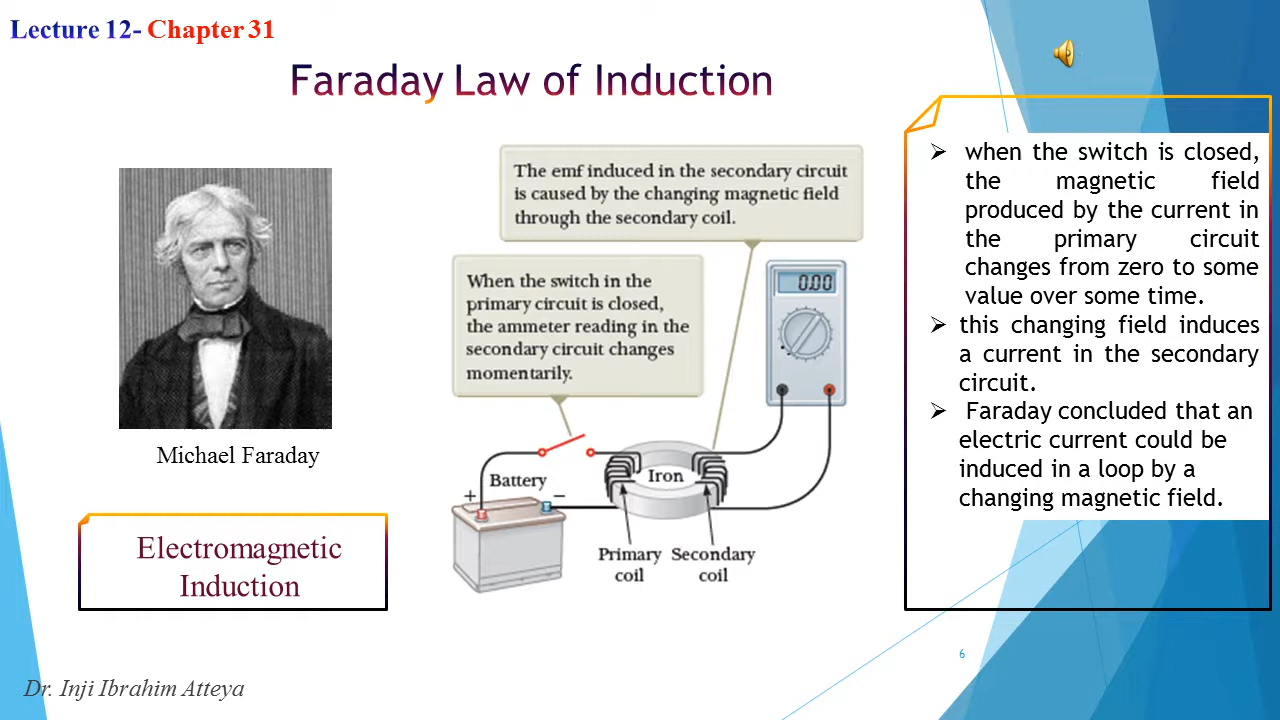 Lecture 12- Chapter 31
Faraday Law of Induction
Michael Faraday
Electromagnetic
Induction
The emf induced in the secondary circuit
is caused by the changing magnetic field
through the secondary coil.
When the switch in the
primary circuit is closed,
the ammeter reading in the
secondary circuit changes
momentarily.
0.00
Battery
+
−
Iron
Primary
coil
Secondary
coil
➢ when the switch is closed,
the magnetic field
produced by the current in
the primary circuit
changes from zero to some
value over some time.
➢ this changing field induces
a current in the secondary
circuit.
➢ Faraday concluded that an
electric current could be
induced in a loop by a
changing magnetic field.
6
Dr. Inji Ibrahim Atteya